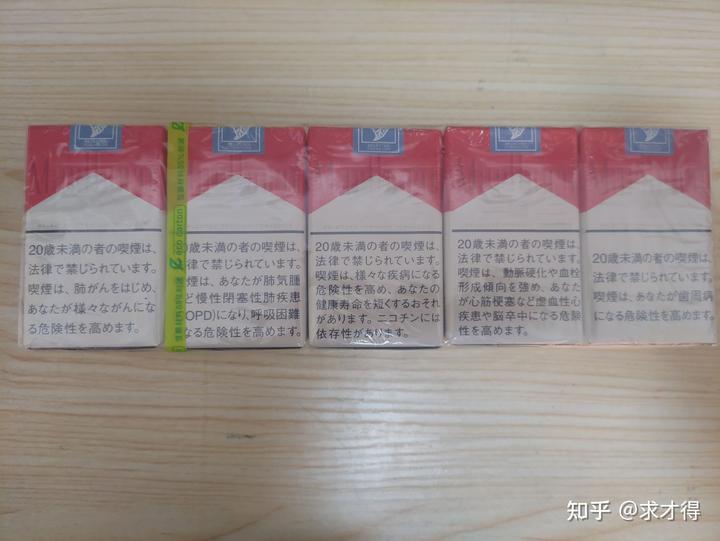 20歳未満の者の喫煙は、
法律で禁じられています。
喫煙は、肺がんをはじめ、
あなたが様々ながんにな
る危険性を高めます。
eco carton
20歳未満の者の喫煙は、
律で禁じられています。
煙は、あなたが肺気腫
ど慢性閉塞性肺疾患
OPD)になり、呼吸困難
なる危険性を高めます。
20歳未満の者の喫煙は、
法律で禁じられています。
喫煙は、様々な疾病になる
危険性を高め、あなたの
健康寿命を短くするおそれ
があります。ニコチンには
依存性があります。
20歳未満の者の喫煙は、
法律で禁じられています。
喫煙は、動脈硬化や血栓
形成傾向を強め、あなた
が心筋梗塞など虚血性心
疾患や脳卒中になる危険
性を高めます。
20歳未満の者の喫煙は、
法律で禁じられています。
喫煙は、あなたが歯周病
になる危険性を高めます。
知乎 @求才得